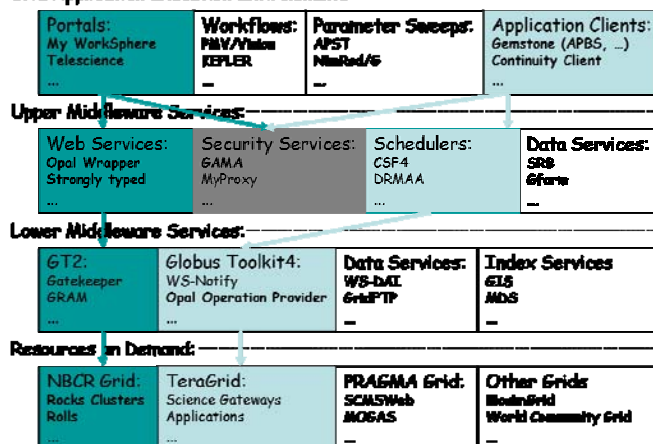 Portals:
My WorkSphere
Telescience
...
Workflows:
PMV/Vision
KEPLER
...
Parameter Sweeps:
APST
NimRod/G
...
Application Clients:
Gemstone (APBS, …)
Continuity Client
...
Upper Middleware Services:
Web Services:
Opal Wrapper
Strongly typed
...
Security Services:
GAMA
MyProxy
...
Schedulers:
CSF4
DRMAA
...
Data Services:
SRB
Gfarm
...
Lower Middleware Services:
GT2:
Gatekeeper
GRAM
...
Globus Toolkit4:
WS-Notify
Opal Operation Provider
...
Data Services:
WS-DAI
GridFTP
...
Index Services
GIS
MDS
...
Resources on Demand:
NBCR Grid:
Rocks Clusters
Rolls
...
TeraGrid:
Science Gateways
Applications
...
PRAGMA Grid:
SCMSWeb
MOGAS
...
Other Grids
World Community Grid
...